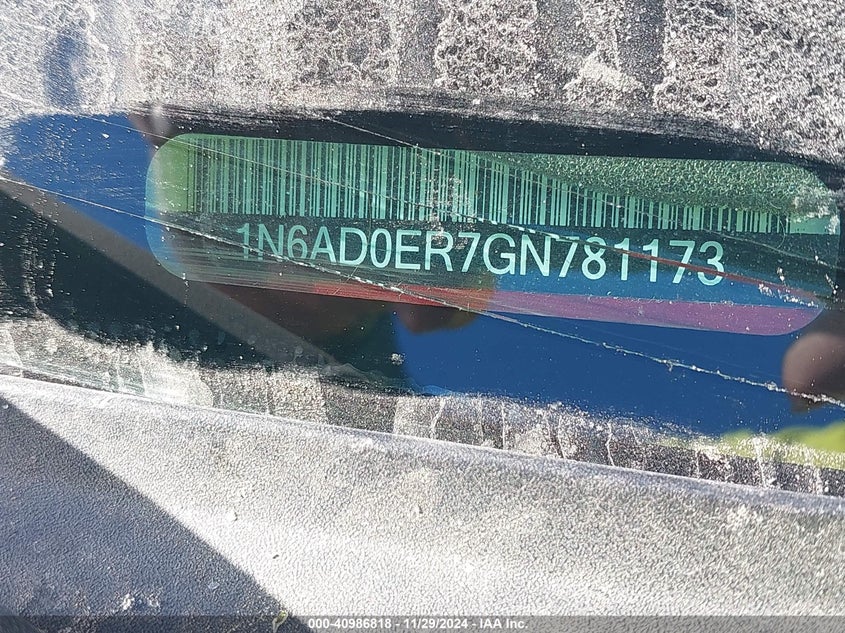 1N6AD0ER7GN781173
000-40986818 - 11/29/2024 - IAA Inc.